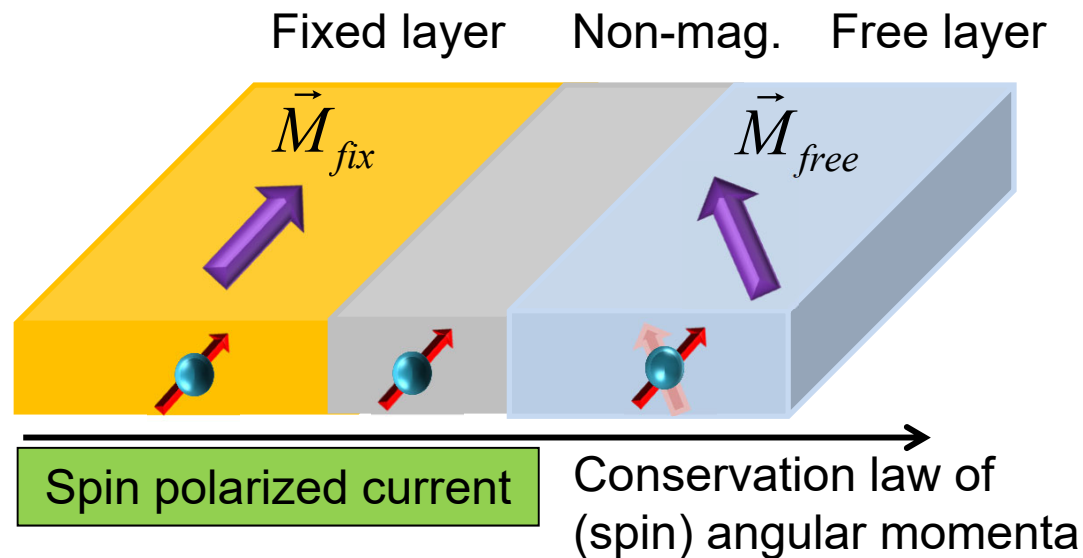 Fixed layer Non-mag. Free layer
M⃗fix M⃗free
Spin polarized current
Conservation law of
(spin) angular momenta